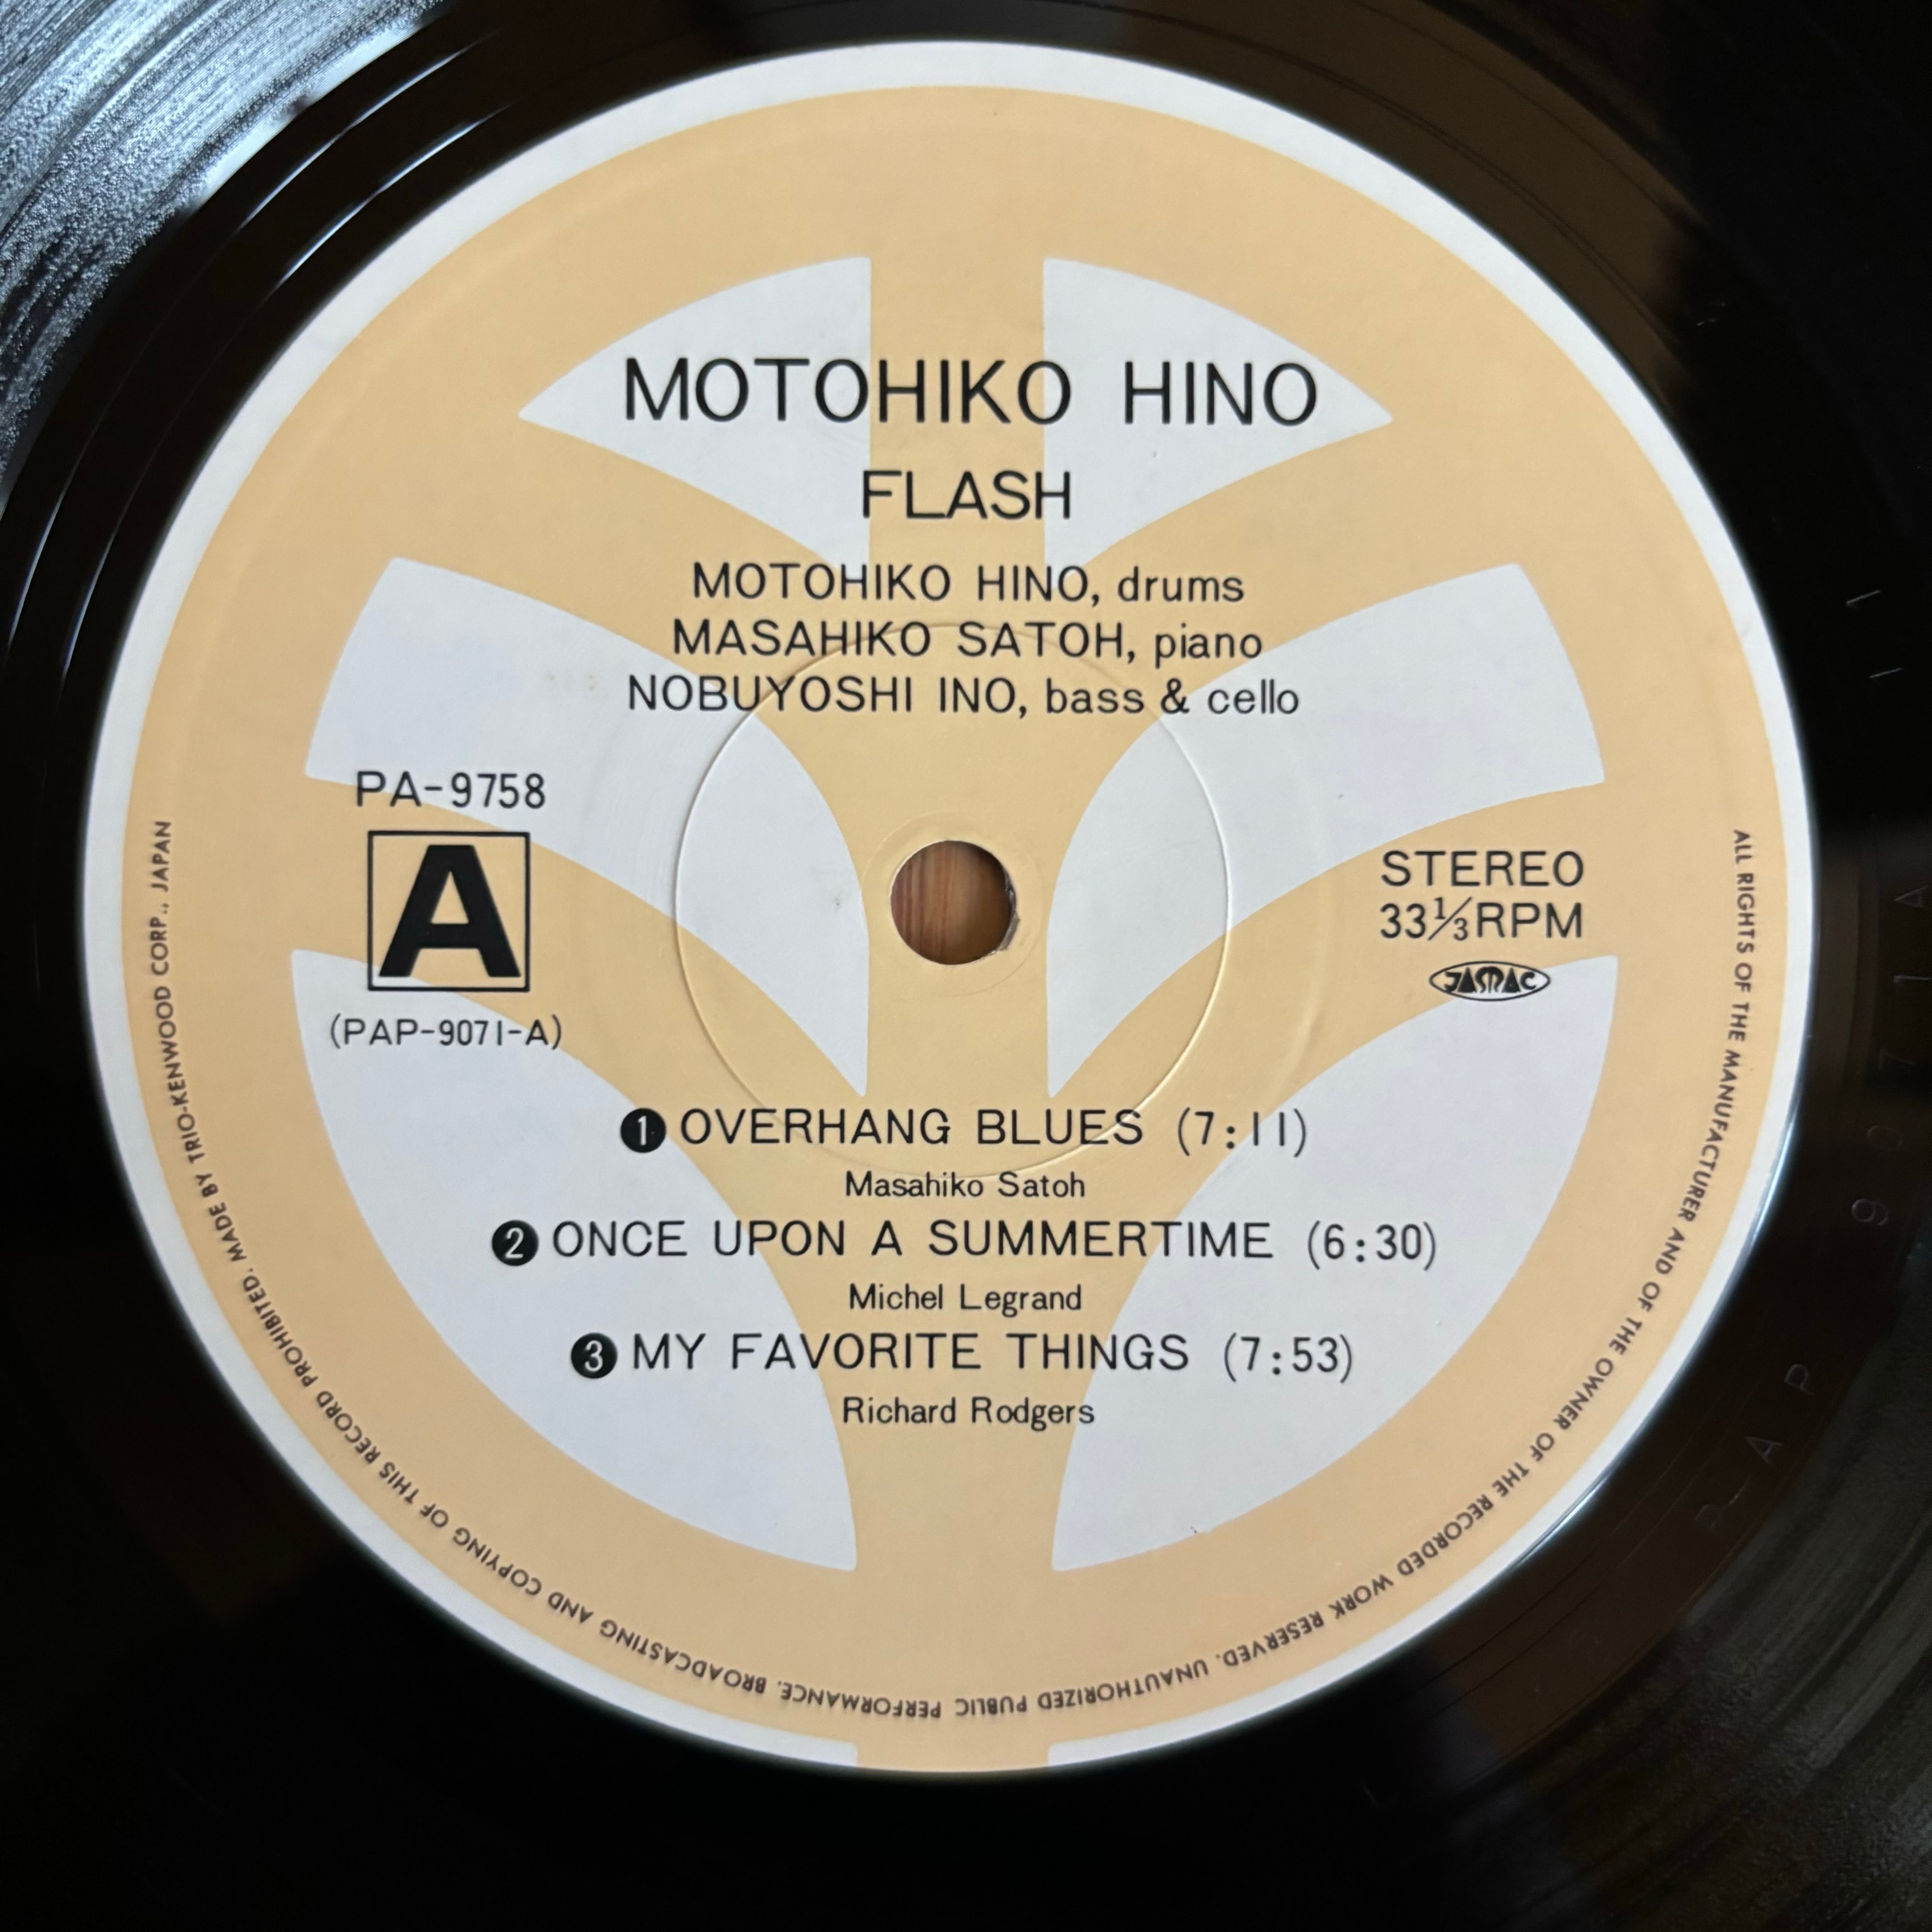 MOTOHIKO HINO
FLASH
MOTOHIKO HINO, drums
MASAHIKO SATOH, piano
NOBUYOSHI INO, bass & cello
PA-9758
A
(PAP-9071-A)
STEREO
33⅓RPM
JASRAC
❶ OVERHANG BLUES (7:11)
Masahiko Satoh
❷ ONCE UPON A SUMMERTIME (6:30)
Michel Legrand
❸ MY FAVORITE THINGS (7:53)
Richard Rodgers
ALL RIGHTS OF THE MANUFACTURER AND OF THE OWNER OF THE RECORDED WORK RESERVED. UNAUTHORIZED PUBLIC PERFORMANCE, BROADCASTING AND COPYING OF THIS RECORD PROHIBITED. MADE BY TRIO-KENWOOD CORP., JAPAN
PAP-9071A